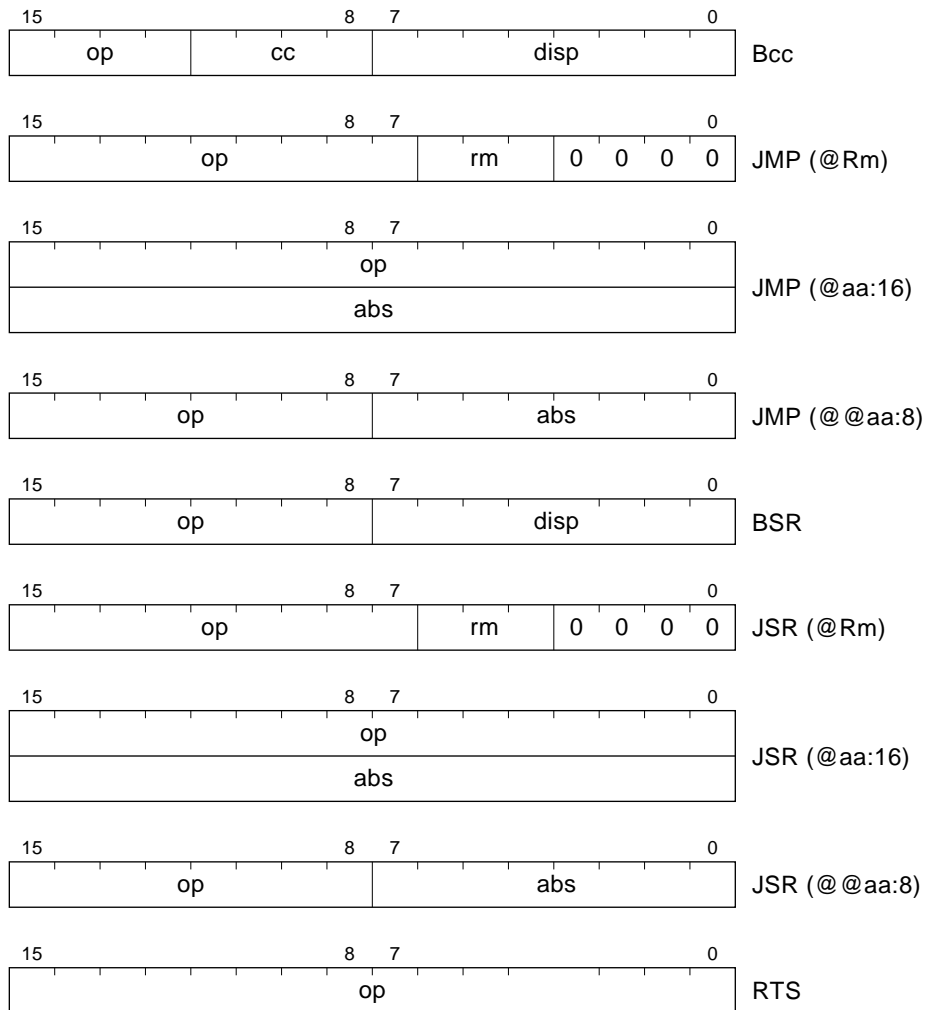 15 8 7 0
op cc disp Bcc
15 8 7 0
op rm 0 0 0 0 JMP (@Rm)
15 8 7 0
op
abs
JMP (@aa:16)
15 8 7 0
op abs JMP (@@aa:8)
15 8 7 0
op disp BSR
15 8 7 0
op rm 0 0 0 0 JSR (@Rm)
15 8 7 0
op
abs
JSR (@aa:16)
15 8 7 0
op abs JSR (@@aa:8)
15 8 7 0
op RTS